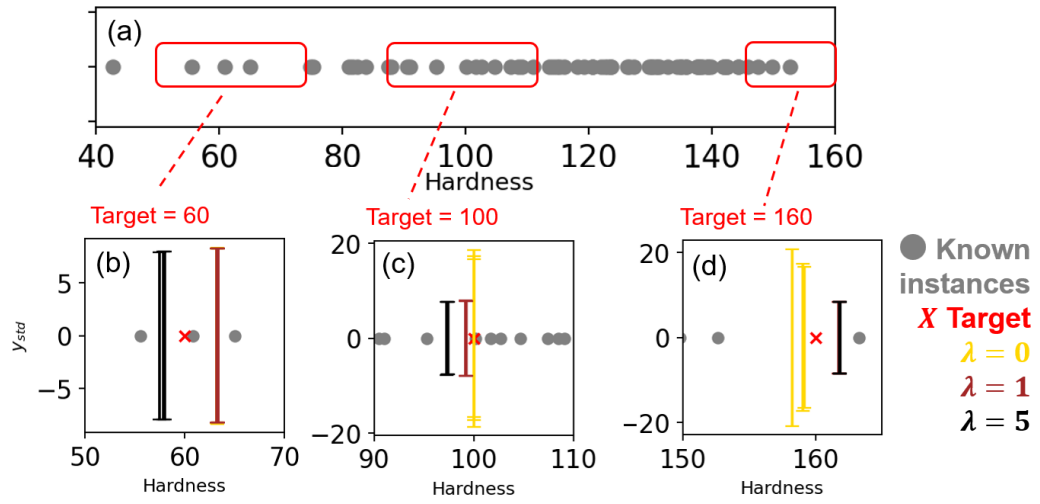 (a)
40 60 80 100 120 140 160
Hardness
Target = 60
Target = 100
Target = 160
(b)
5
0
−5
y_std
50 60 70
Hardness
(c)
20
0
−20
90 100 110
Hardness
(d)
20
0
−20
150 160
Hardness
Known
instances
X Target
λ = 0
λ = 1
λ = 5